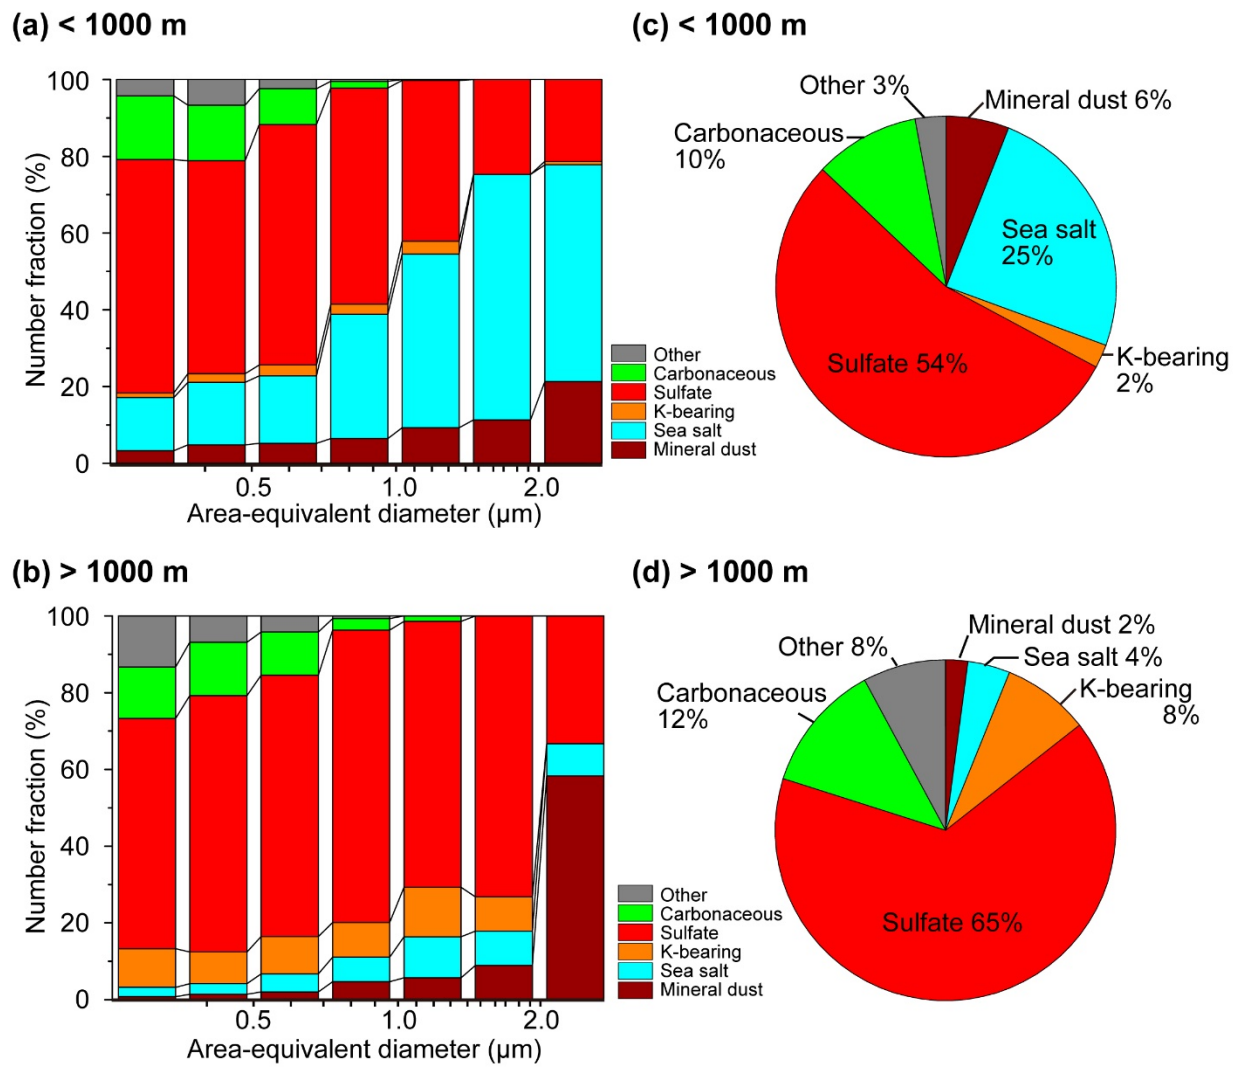 (a) < 1000 m
100
80
60
40
20
0
Number fraction (%)
0.5
1.0
2.0
Area-equivalent diameter (μm)
Other
Carbonaceous
Sulfate
K-bearing
Sea salt
Mineral dust
(c) < 1000 m
Other 3%
Mineral dust 6%
Carbonaceous
10%
Sea salt
25%
Sulfate 54%
K-bearing
2%
(b) > 1000 m
100
80
60
40
20
0
Number fraction (%)
0.5
1.0
2.0
Area-equivalent diameter (μm)
Other
Carbonaceous
Sulfate
K-bearing
Sea salt
Mineral dust
(d) > 1000 m
Mineral dust 2%
Other 8%
Sea salt 4%
Carbonaceous
12%
K-bearing
8%
Sulfate 65%